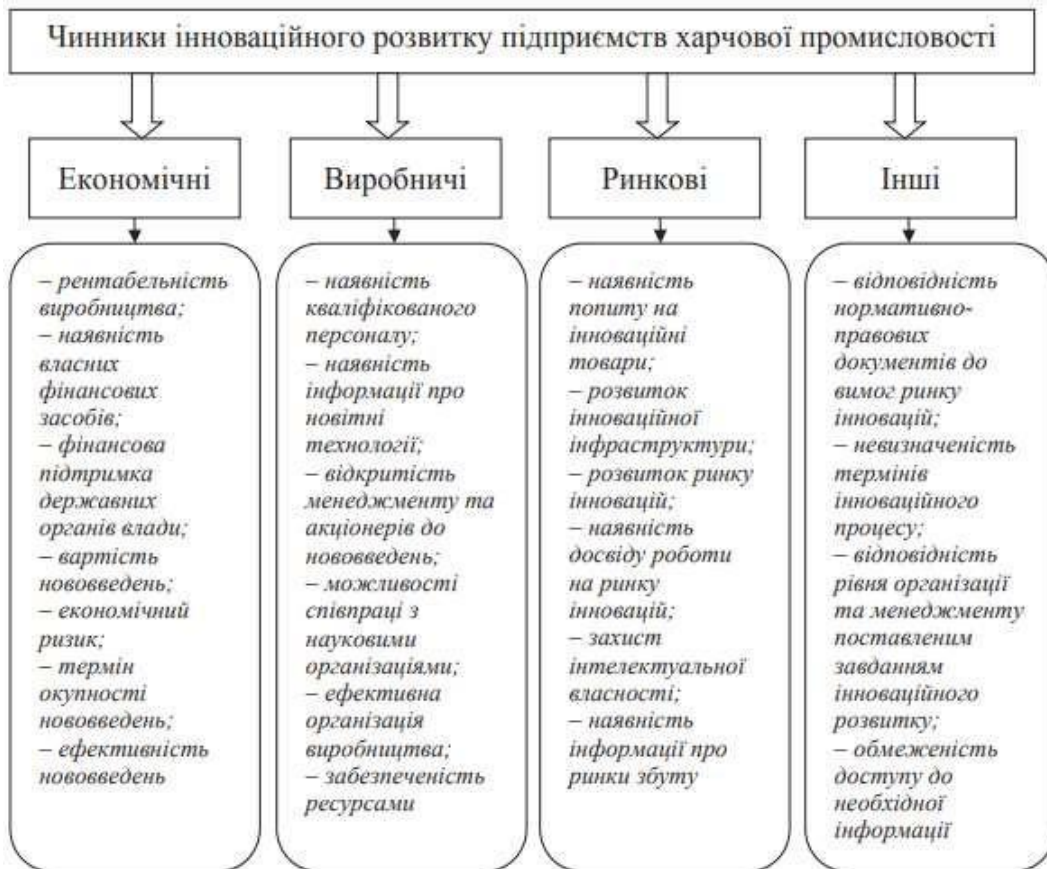 Чинники інноваційного розвитку підприємств харчової промисловості
Економічні
Виробничі
Ринкові
Інші
– рентабельність
виробництва;
– наявність
власних
фінансових
засобів;
– фінансова
підтримка
державних
органів влади;
– вартість
нововведень;
– економічний
ризик;
– термін
окупності
нововведень;
– ефективність
нововведень
– наявність
кваліфікованого
персоналу;
– наявність
інформації про
новітні
технології;
– відкритість
менеджменту та
акціонерів до
нововведень;
– можливості
співпраці з
науковими
організаціями;
– ефективна
організація
виробництва;
– забезпеченість
ресурсами
– наявність
попиту на
інноваційні
товари;
– розвиток
інноваційної
інфраструктури;
– розвиток ринку
інновацій;
– наявність
досвіду роботи
на ринку
інновацій;
– захист
інтелектуальної
власності;
– наявність
інформації про
ринки збуту
– відповідність
нормативно-
правових
документів до
вимог ринку
інновацій;
– невизначеність
термінів
інноваційного
процесу;
– відповідність
рівня організації
та менеджменту
поставленим
завданням
інноваційного
розвитку;
– обмеженість
доступу до
необхідної
інформації